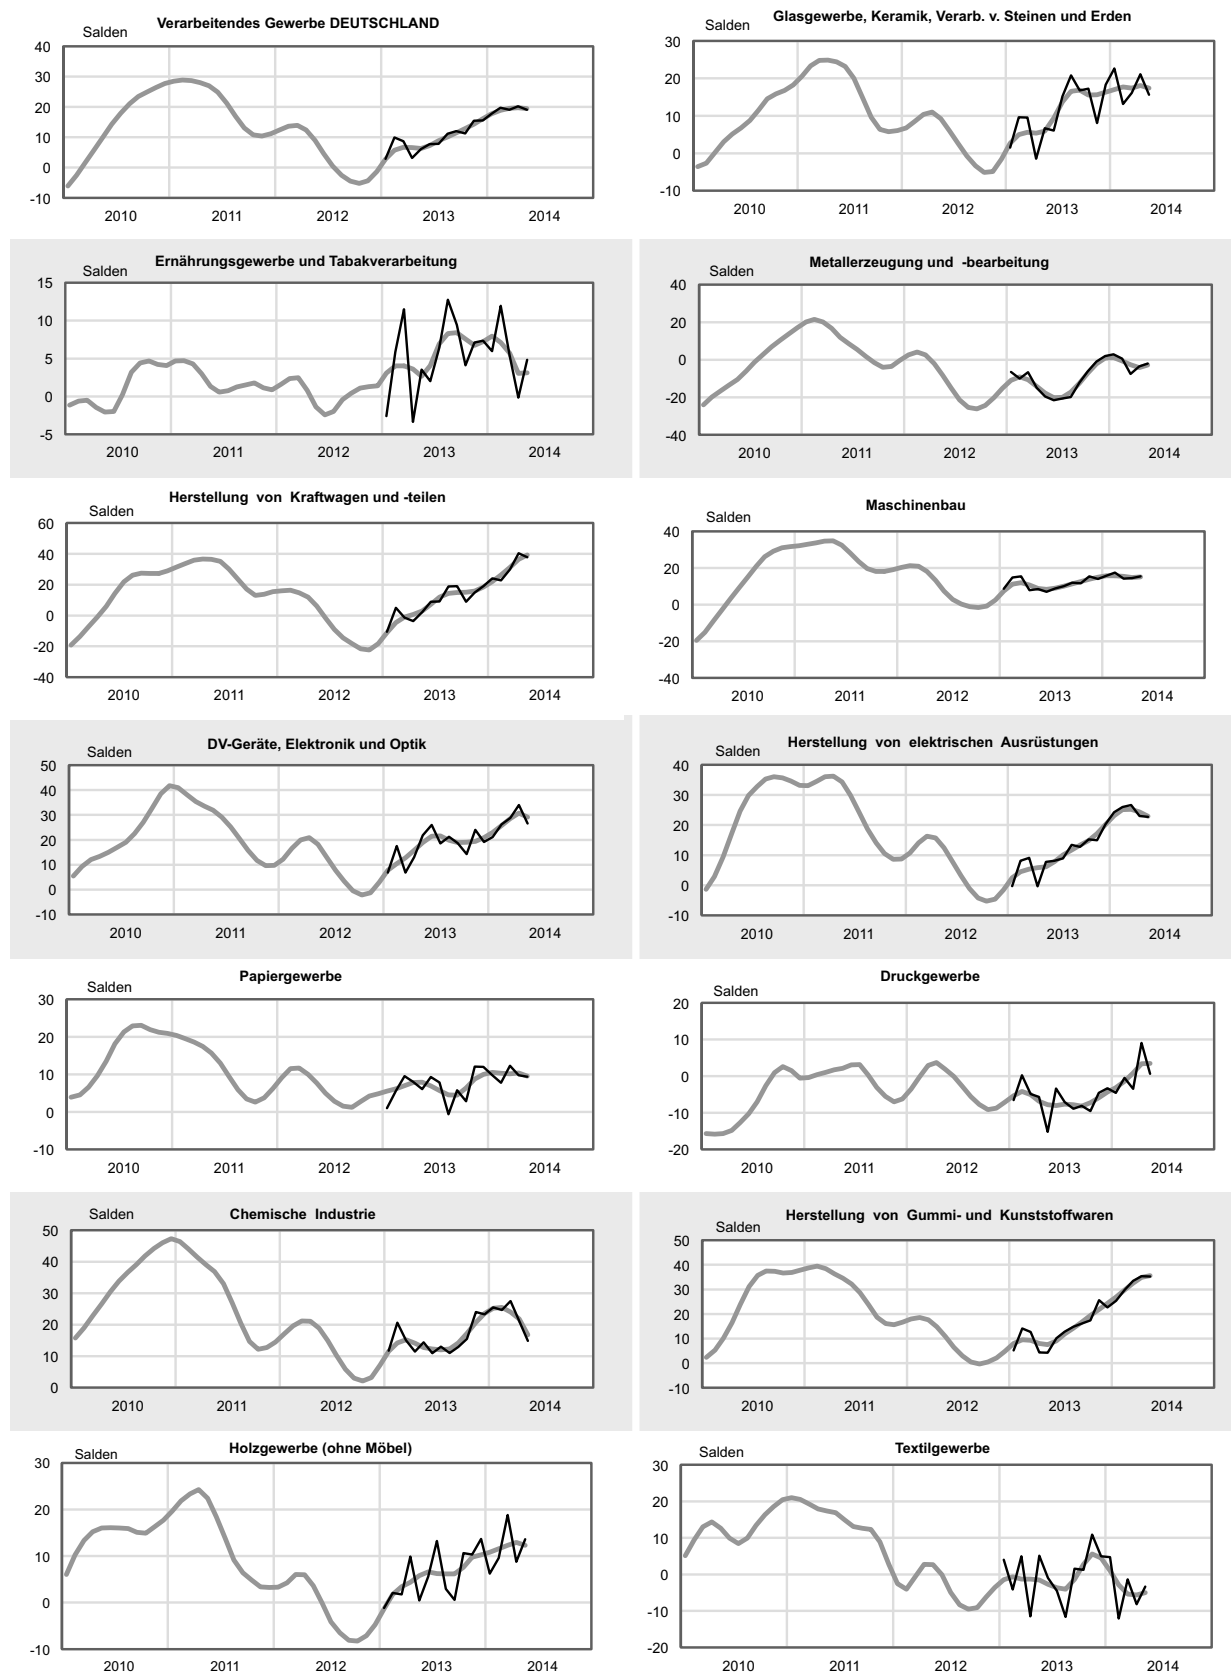 Verarbeitendes Gewerbe DEUTSCHLAND
Salden
40
30
20
10
0
-10
2010 2011 2012 2013 2014
Glasgewerbe, Keramik, Verarb. v. Steinen und Erden
Salden
30
20
10
0
-10
2010 2011 2012 2013 2014
Ernährungsgewerbe und Tabakverarbeitung
Salden
15
10
5
0
-5
2010 2011 2012 2013 2014
Metallerzeugung und -bearbeitung
Salden
40
20
0
-20
-40
2010 2011 2012 2013 2014
Herstellung von Kraftwagen und -teilen
Salden
60
40
20
0
-20
-40
2010 2011 2012 2013 2014
Maschinenbau
Salden
40
20
0
-20
-40
2010 2011 2012 2013 2014
DV-Geräte, Elektronik und Optik
Salden
50
40
30
20
10
0
-10
2010 2011 2012 2013 2014
Herstellung von elektrischen Ausrüstungen
Salden
40
30
20
10
0
-10
2010 2011 2012 2013 2014
Papiergewerbe
Salden
30
20
10
0
-10
2010 2011 2012 2013 2014
Druckgewerbe
Salden
20
10
0
-10
-20
2010 2011 2012 2013 2014
Chemische Industrie
Salden
50
40
30
20
10
0
2010 2011 2012 2013 2014
Herstellung von Gummi- und Kunststoffwaren
Salden
50
40
30
20
10
0
-10
2010 2011 2012 2013 2014
Holzgewerbe (ohne Möbel)
Salden
30
20
10
0
-10
2010 2011 2012 2013 2014
Textilgewerbe
Salden
30
20
10
0
-10
-20
2010 2011 2012 2013 2014